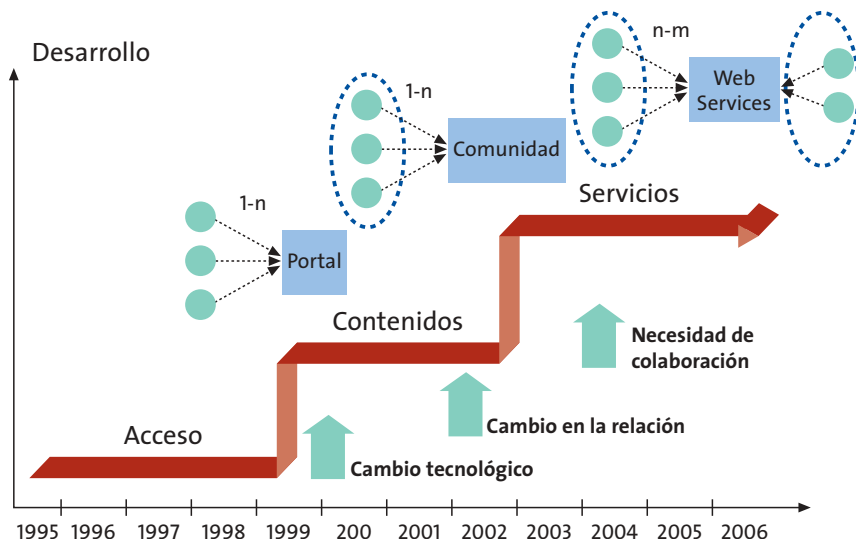 Desarrollo
n-m
Web
Services
1-n
Comunidad
Servicios
1-n
Portal
Contenidos
Necesidad de
colaboración
Acceso
Cambio en la relación
Cambio tecnológico
1995 1996 1997 1998 1999 200 2001 2002 2003 2004 2005 2006